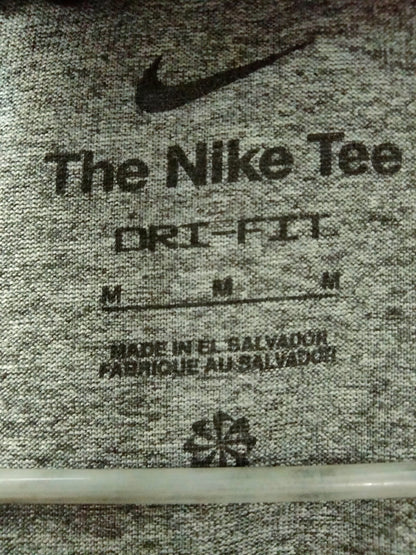 The Nike Tee
DRI-FIT
M M M
MADE IN EL SALVADOR
FABRIQUE AU SALVADOR